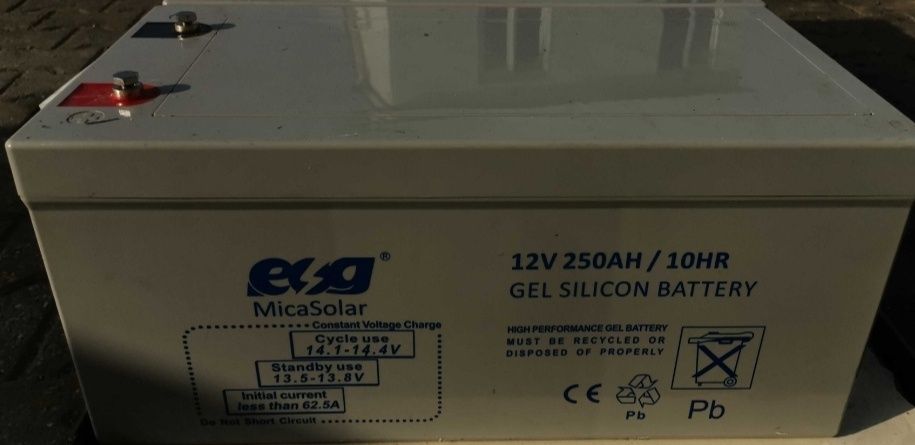 esg®
MicaSolar
Constant Voltage Charge
Cycle use
14.1-14.4V
Standby use
13.5-13.8V
Initial current
less than 62.5A
Do Not Short Circuit
12V 250AH / 10HR
GEL SILICON BATTERY
HIGH PERFORMANCE GEL BATTERY
MUST BE RECYCLED OR
DISPOSED OF PROPERLY
CE
Pb
Pb